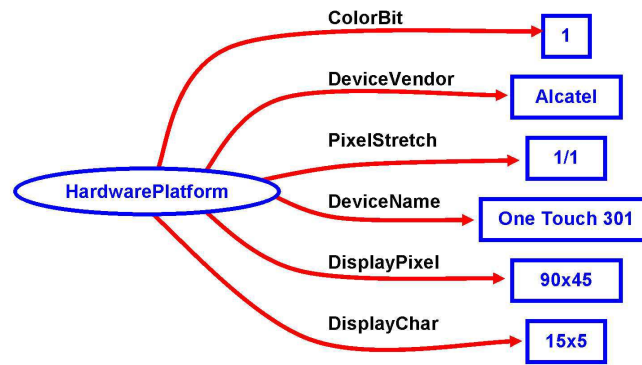 ColorBit
1
DeviceVendor
Alcatel
PixelStretch
1/1
HardwarePlatform
DeviceName
One Touch 301
DisplayPixel
90x45
DisplayChar
15x5